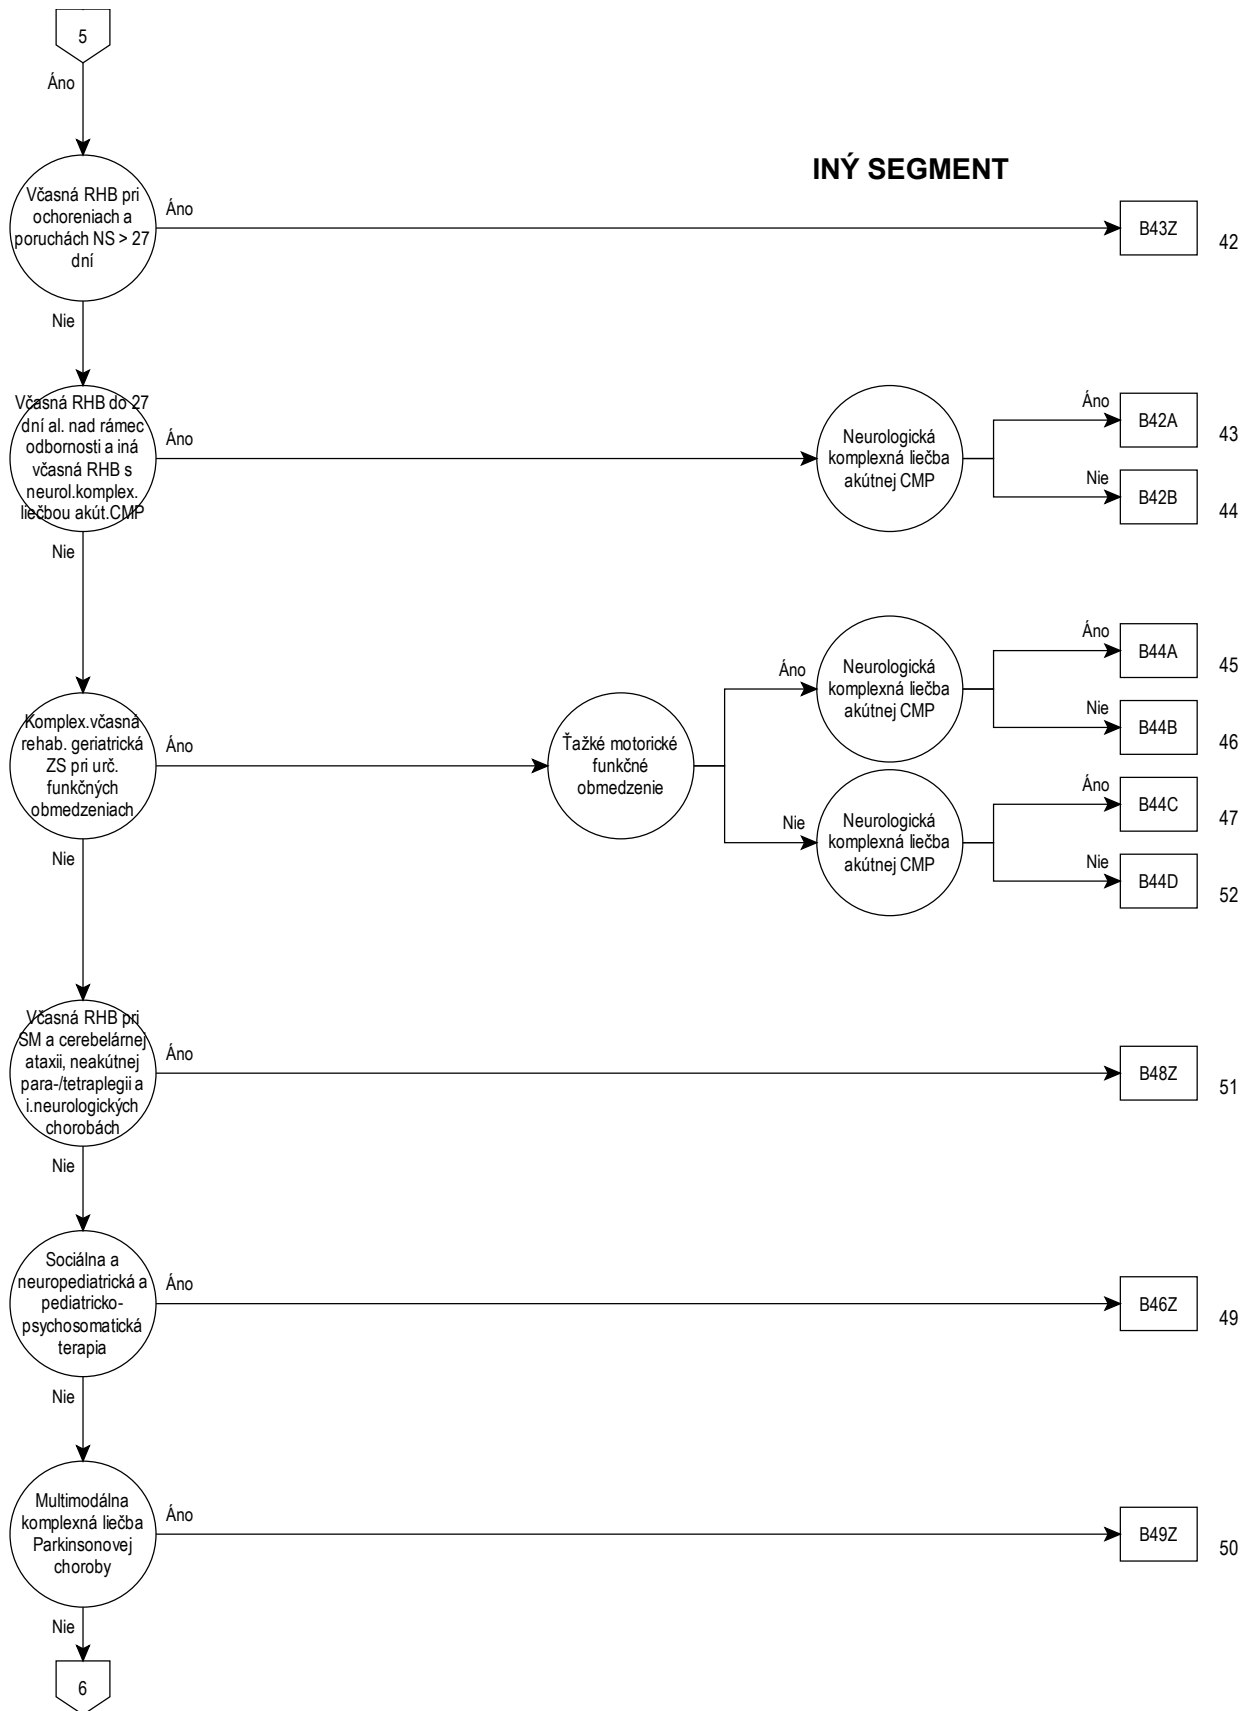 5
Áno
INÝ SEGMENT
Včasná RHB pri
ochoreniach a
poruchách NS > 27
dní
Áno
B43Z
42
Nie
Včasná RHB do 27
dní al. nad rámec
odbornosti a iná
včasná RHB s
neurol.komplex.
liečbou akút.CMP
Áno
Neurologická
komplexná liečba
akútnej CMP
Áno
B42A
43
Nie
B42B
44
Nie
Komplex.včasná
rehab. geriatrická
ZS pri urč.
funkčných
obmedzeniach
Áno
Ťažké motorické
funkčné
obmedzenie
Áno
Neurologická
komplexná liečba
akútnej CMP
Áno
B44A
45
Nie
B44B
46
Nie
Neurologická
komplexná liečba
akútnej CMP
Áno
B44C
47
Nie
B44D
52
Nie
Včasná RHB pri
SM a cerebelárnej
ataxii, neakútnej
para-/tetraplegii a
i.neurologických
chorobách
Áno
B48Z
51
Nie
Sociálna a
neuropediatrická a
pediatricko-
psychosomatická
terapia
Áno
B46Z
49
Nie
Multimodálna
komplexná liečba
Parkinsonovej
choroby
Áno
B49Z
50
Nie
6